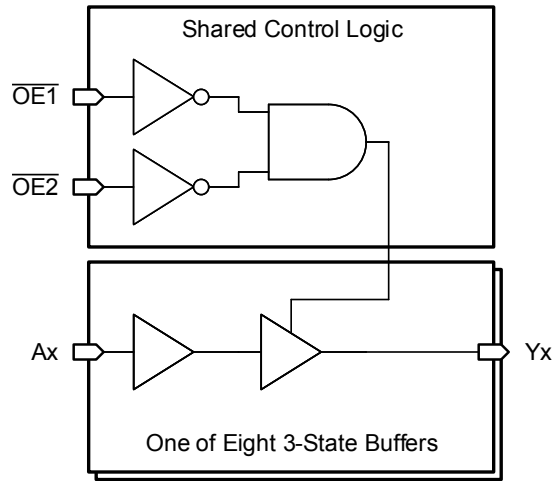 Shared Control Logic
OE1
OE2
Ax
Yx
One of Eight 3-State Buffers